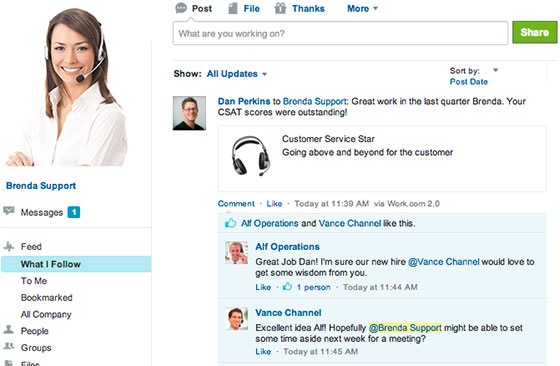 Post File Thanks More
What are you working on? Share
Show: All Updates
Sort by:
Post Date
Dan Perkins to Brenda Support: Great work in the last quarter Brenda. Your
CSAT scores were outstanding!
Customer Service Star
Going above and beyond for the customer
Comment · Like · Today at 11:39 AM via Work.com 2.0
Alf Operations and Vance Channel like this.
Alf Operations
Great Job Dan! I'm sure our new hire @Vance Channel would love to
get some wisdom from you.
Like · 1 person · Today at 11:44 AM
Vance Channel
Excellent idea Alf! Hopefully @Brenda Support might be able to set
some time aside next week for a meeting?
Like · Today at 11:45 AM
Brenda Support
Messages 1
Feed
What I Follow
To Me
Bookmarked
All Company
People
Groups
Files